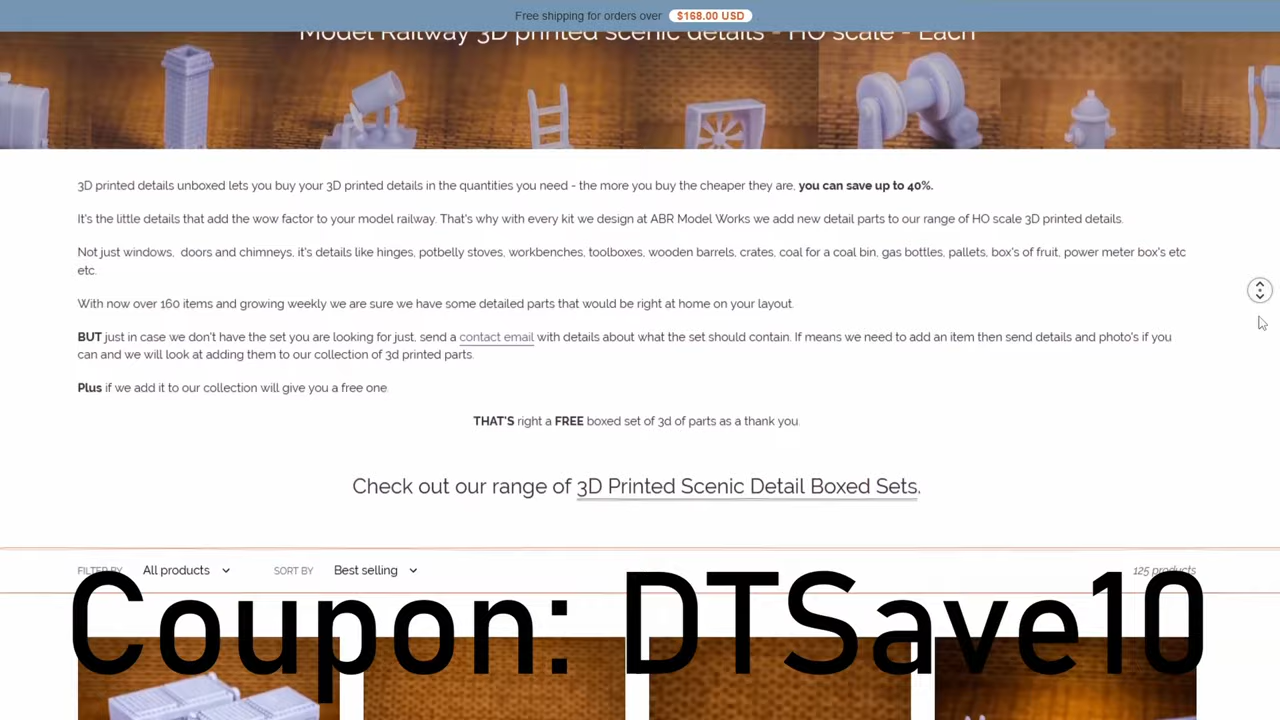 Free shipping for orders over $168.00 USD
Model Railway 3D printed scenic details - HO scale - Each
3D printed details unboxed lets you buy your 3D printed details in the quantities you need - the more you buy the cheaper they are, you can save up to 40%.
It's the little details that add the wow factor to your model railway. That's why with every kit we design at ABR Model Works we add new detail parts to our range of HO scale 3D printed details.
Not just windows, doors and chimneys, it's details like hinges, potbelly stoves, workbenches, toolboxes, wooden barrels, crates, coal for a coal bin, gas bottles, pallets, box's of fruit, power meter box's etc
etc.
With now over 160 items and growing weekly we are sure we have some detailed parts that would be right at home on your layout.
BUT just in case we don't have the set you are looking for just, send a contact email with details about what the set should contain. If means we need to add an item then send details and photo's if you
can and we will look at adding them to our collection of 3d printed parts.
Plus if we add it to our collection will give you a free one.
THAT'S right a FREE boxed set of 3d of parts as a thank you.
Check out our range of 3D Printed Scenic Detail Boxed Sets.
FILTER BY All products SORT BY Best selling 125 products
Coupon: DTSave10